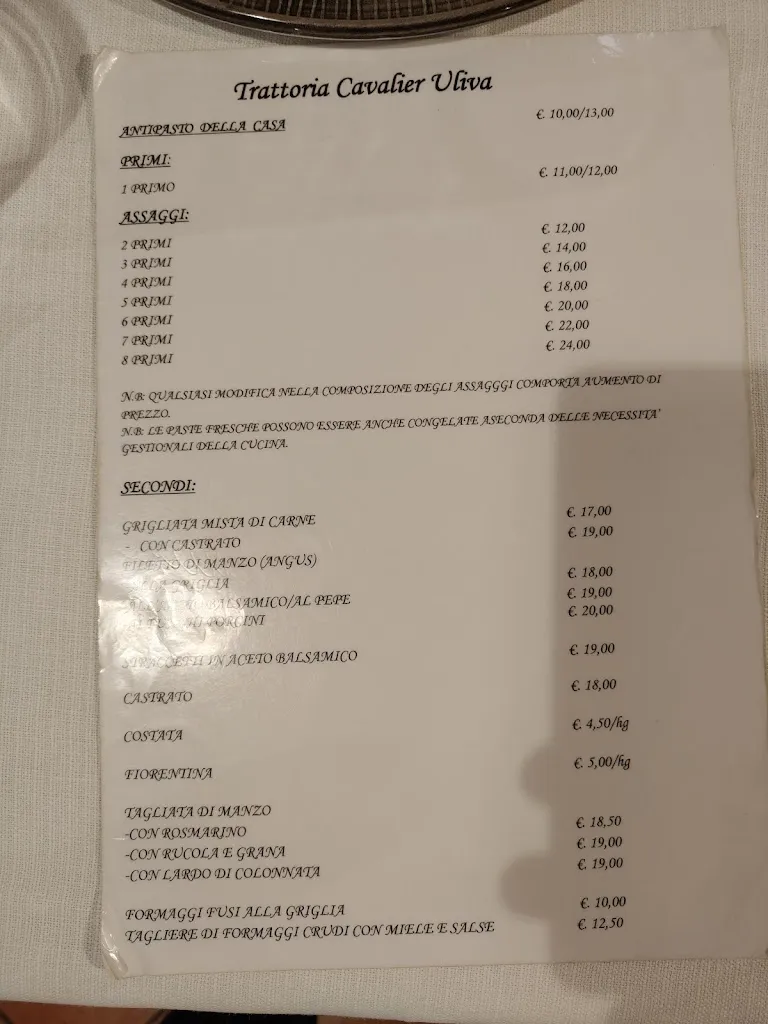 Trattoria Cavalier Uliva
ANTIPASTO DELLA CASA €. 10,00/13,00
PRIMI:
1 PRIMO €. 11,00/12,00
ASSAGGI:
2 PRIMI €. 12,00
3 PRIMI €. 14,00
4 PRIMI €. 16,00
5 PRIMI €. 18,00
6 PRIMI €. 20,00
7 PRIMI €. 22,00
8 PRIMI €. 24,00
N.B: QUALSIASI MODIFICA NELLA COMPOSIZIONE DEGLI ASSAGGGI COMPORTA AUMENTO DI
PREZZO.
N.B: LE PASTE FRESCHE POSSONO ESSERE ANCHE CONGELATE ASECONDA DELLE NECESSITA'
GESTIONALI DELLA CUCINA.
SECONDI:
GRIGLIATA MISTA DI CARNE €. 17,00
- CON CASTRATO €. 19,00
FILETTO DI MANZO (ANGUS)
GRIGLIA €. 18,00
BALSAMICO/AL PEPE €. 19,00
PORCINI €. 20,00
IN ACETO BALSAMICO €. 19,00
CASTRATO €. 18,00
COSTATA €. 4,50/hg
FIORENTINA €. 5,00/hg
TAGLIATA DI MANZO
-CON ROSMARINO €. 18,50
-CON RUCOLA E GRANA €. 19,00
-CON LARDO DI COLONNATA €. 19,00
FORMAGGI FUSI ALLA GRIGLIA €. 10,00
TAGLIERE DI FORMAGGI CRUDI CON MIELE E SALSE €. 12,50